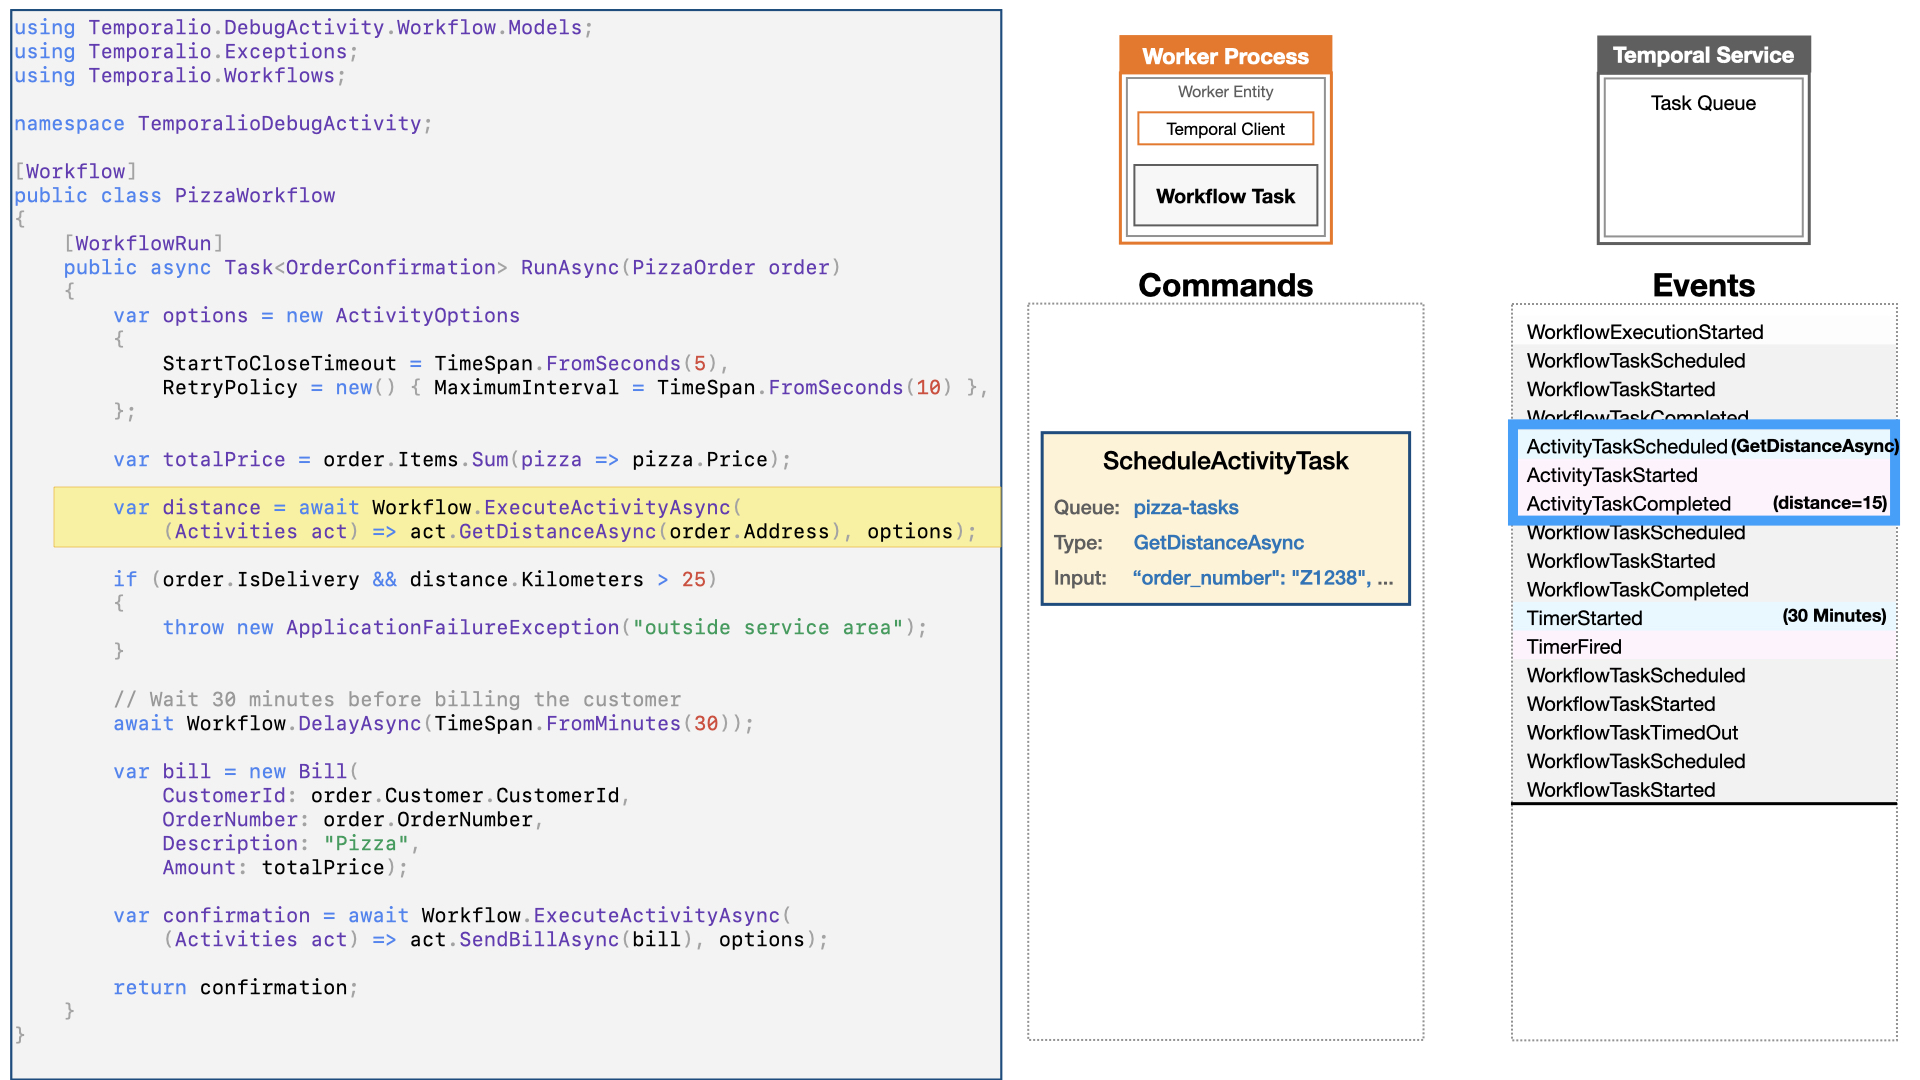 using Temporalio.DebugActivity.Workflow.Models;
using Temporalio.Exceptions;
using Temporalio.Workflows;

namespace TemporalioDebugActivity;

[Workflow]
public class PizzaWorkflow
{
    [WorkflowRun]
    public async Task<OrderConfirmation> RunAsync(PizzaOrder order)
    {
        var options = new ActivityOptions
        {
            StartToCloseTimeout = TimeSpan.FromSeconds(5),
            RetryPolicy = new() { MaximumInterval = TimeSpan.FromSeconds(10) },
        };

        var totalPrice = order.Items.Sum(pizza => pizza.Price);

        var distance = await Workflow.ExecuteActivityAsync(
            (Activities act) => act.GetDistanceAsync(order.Address), options);

        if (order.IsDelivery && distance.Kilometers > 25)
        {
            throw new ApplicationFailureException("outside service area");
        }

        // Wait 30 minutes before billing the customer
        await Workflow.DelayAsync(TimeSpan.FromMinutes(30));

        var bill = new Bill(
            CustomerId: order.Customer.CustomerId,
            OrderNumber: order.OrderNumber,
            Description: "Pizza",
            Amount: totalPrice);

        var confirmation = await Workflow.ExecuteActivityAsync(
            (Activities act) => act.SendBillAsync(bill), options);

        return confirmation;
    }
}
Worker Process
Worker Entity
Temporal Client
Workflow Task
Commands
ScheduleActivityTask
Queue: pizza-tasks
Type: GetDistanceAsync
Input: “order_number": "Z1238", ...
Temporal Service
Task Queue
Events
WorkflowExecutionStarted
WorkflowTaskScheduled
WorkflowTaskStarted
WorkflowTaskCompleted
ActivityTaskScheduled (GetDistanceAsync)
ActivityTaskStarted
ActivityTaskCompleted (distance=15)
WorkflowTaskScheduled
WorkflowTaskStarted
WorkflowTaskCompleted
TimerStarted (30 Minutes)
TimerFired
WorkflowTaskScheduled
WorkflowTaskStarted
WorkflowTaskTimedOut
WorkflowTaskScheduled
WorkflowTaskStarted